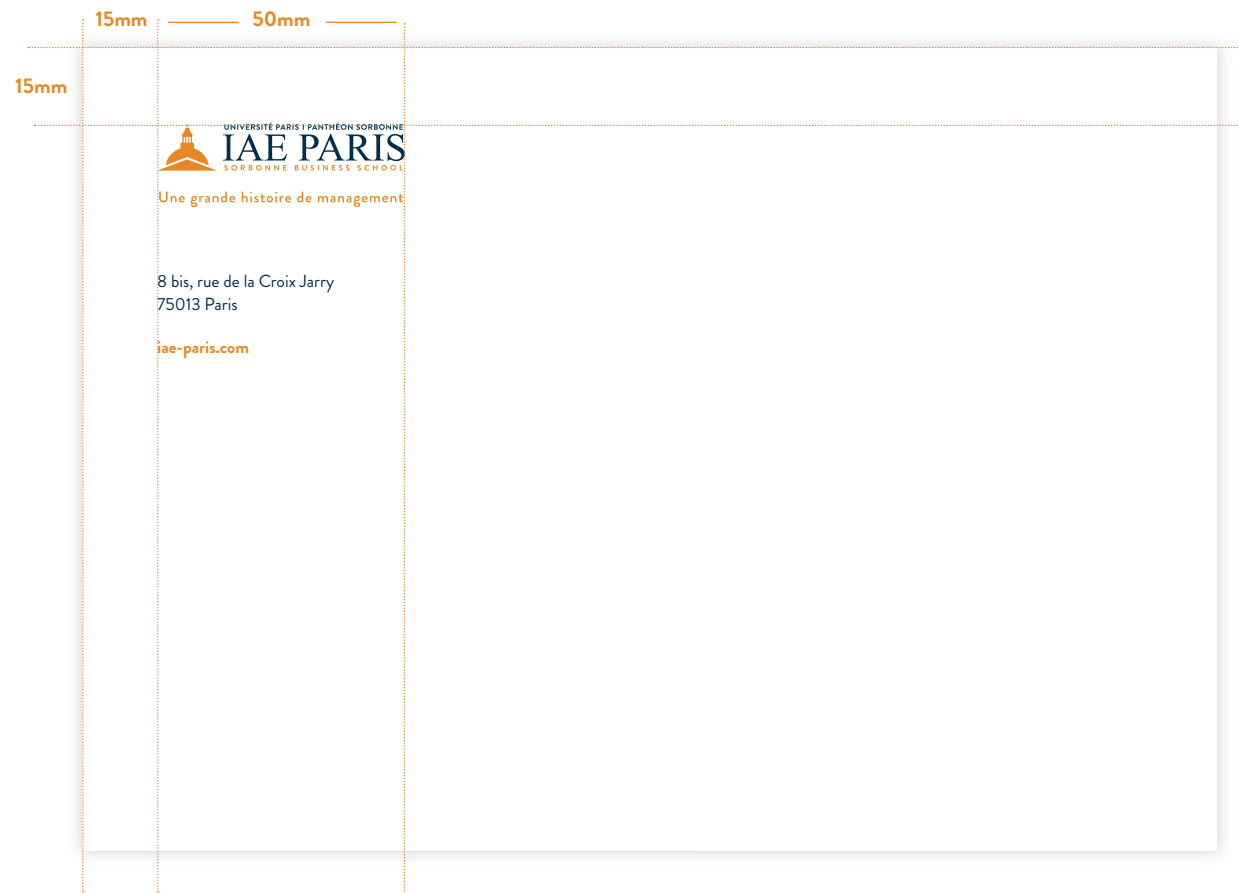 15mm 50mm
15mm
UNIVERSITÉ PARIS I PANTHÉON SORBONNE
IAE PARIS
SORBONNE BUSINESS SCHOOL
Une grande histoire de management
8 bis, rue de la Croix Jarry
75013 Paris
iae-paris.com